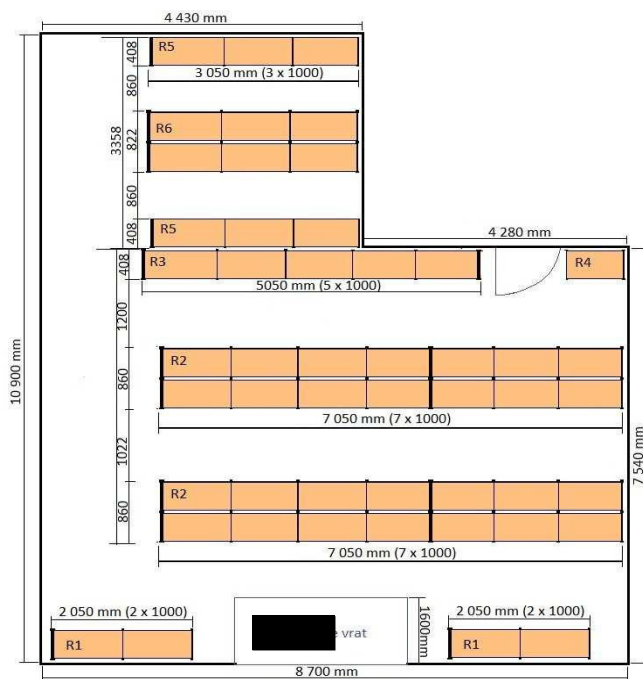 4 430 mm
408
R5
3 050 mm (3 x 1000)
860
3358
822
R6
860
408
R5
4 280 mm
408
R3
R4
5050 mm (5 x 1000)
1200
10 900 mm
860
R2
7 050 mm (7 x 1000)
1022
7 540 mm
860
R2
7 050 mm (7 x 1000)
2 050 mm (2 x 1000)
1600mm
2 050 mm (2 x 1000)
R1
vrat
R1
8 700 mm